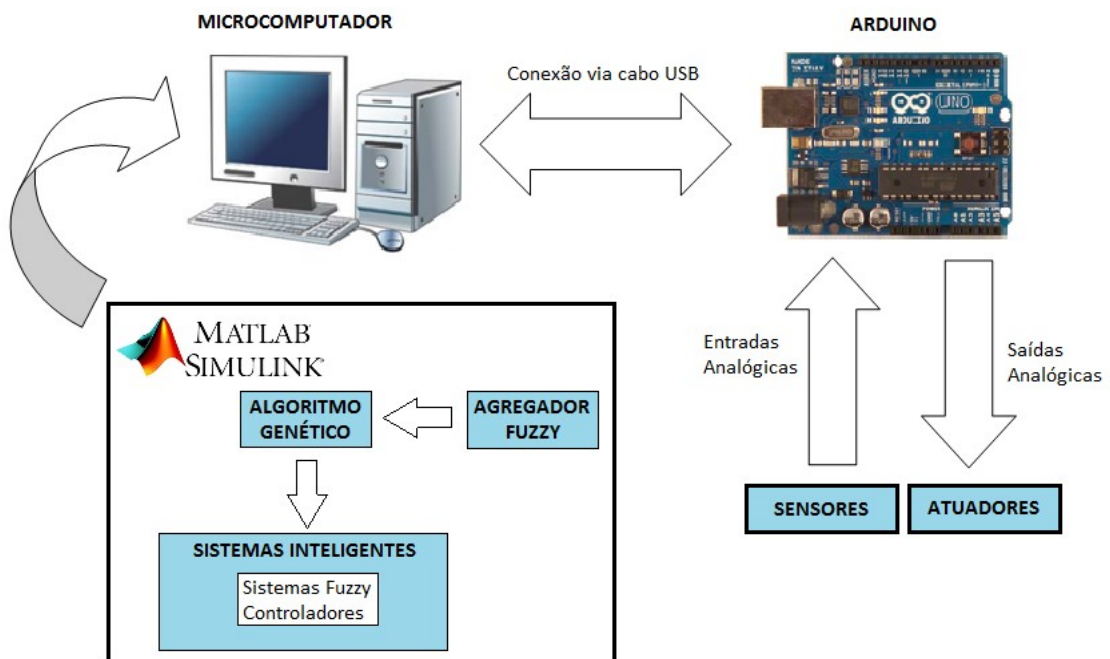 MICROCOMPUTADOR
ARDUINO
Conexão via cabo USB
ARDUINO
UNO
MATLAB
SIMULINK
ALGORITMO
GENÉTICO
AGREGADOR
FUZZY
SISTEMAS INTELIGENTES
Sistemas Fuzzy
Controladores
Entradas
Analógicas
Saídas
Analógicas
SENSORES
ATUADORES